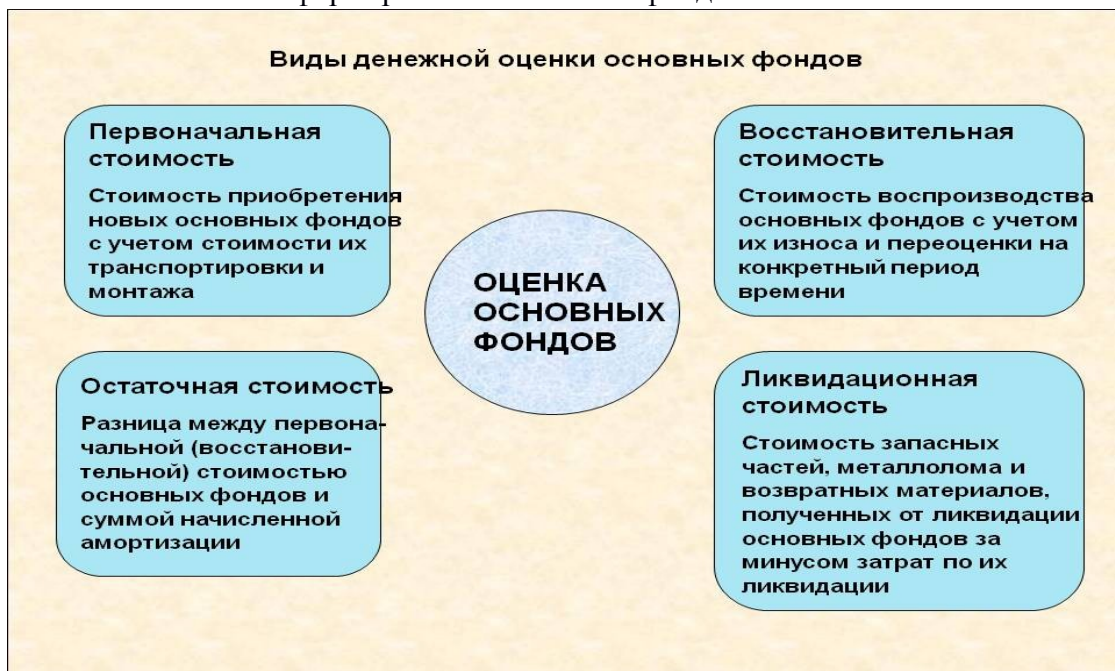 Виды денежной оценки основных фондов
Первоначальная
стоимость
Стоимость приобретения
новых основных фондов
с учетом стоимости их
транспортировки и
монтажа
Восстановительная
стоимость
Стоимость воспроизводства
основных фондов с учетом
их износа и переоценки на
конкретный период
времени
ОЦЕНКА
ОСНОВНЫХ
ФОНДОВ
Остаточная стоимость
Разница между первона-
чальной (восстанови-
тельной) стоимостью
основных фондов и
суммой начисленной
амортизации
Ликвидационная
стоимость
Стоимость запасных
частей, металлолома и
возвратных материалов,
полученных от ликвидации
основных фондов за
минусом затрат по их
ликвидации